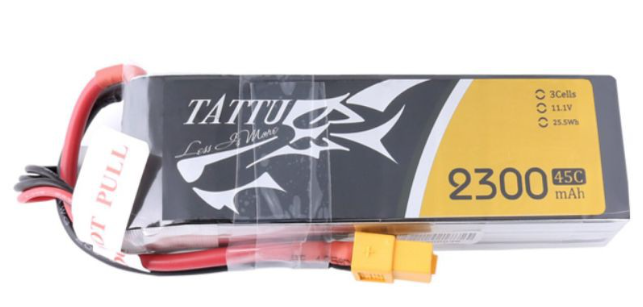 TATTU
Less Is More
3Cells
11.1V
25.5Wh
2300 45C
mAh
OT PULL